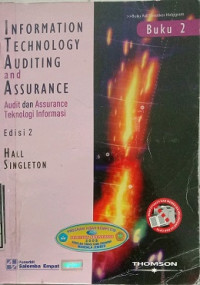 Buku 2
INFORMATION
TECHNOLOGY
AUDITING
and
ASSURANCE
Audit dan Assurance
Teknologi Informasi
Edisi 2
HALL
SINGLETON
Penerbit
Salemba Empat
THOMSON